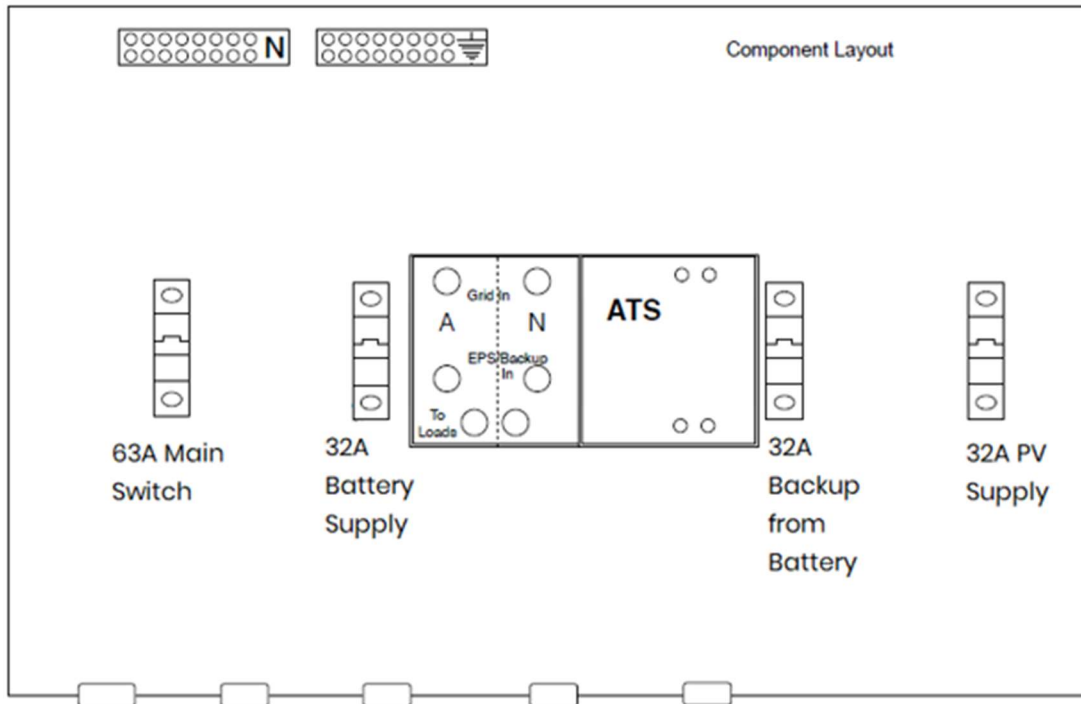 N
Component Layout
Grid In
A N
ATS
EPS/Backup
In
To
Loads
63A Main
Switch
32A
Battery
Supply
32A
Backup
from
Battery
32A PV
Supply